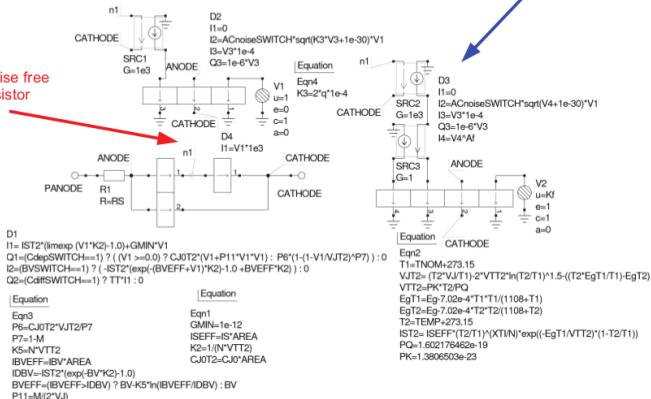 n1
D2
I1=0
I2=ACnoiseSWITCH*sqrt(K3*V3+1e-30)*V1
I3=V3*1e-4
Q3=1e-6*V3
CATHODE
SRC1
G=1e3
ANODE
Equation
Eqn4
K3=2*q*1e-4
V1
u=1
e=0
c=1
a=0
3
2
1
CATHODE
ise free
sistor
D4
I1=V1*1e3
n1
ANODE
CATHODE
PANODE
R1
R=RS
1
1
2
CATHODE
n1
D3
I1=0
I2=ACnoiseSWITCH*sqrt(V4+1e-30)*V1
I3=V3*1e-4
Q3=1e-6*V3
I4=V4^Af
SRC2
G=1e3
CATHODE
SRC3
G=1
ANODE
V2
u=Kf
e=1
c=1
a=0
4
3
2
1
CATHODE
D1
I1= IST2*(limexp (V1*K2)-1.0)+GMIN*V1
Q1=(CdepSWITCH==1) ? ( (V1 >=0.0) ? CJ0T2*(V1+P11*V1*V1) : P6*(1-(1-V1/VJT2)^P7) ) : 0
I2=(BVSWITCH==1) ? ( -IST2*(exp(-(BVEFF+V1)*K2)-1.0 +BVEFF*K2) ) : 0
Q2=(CdiffSWITCH==1) ? TT*I1 : 0
Equation
Eqn3
P6=CJ0T2*VJT2/P7
P7=1-M
K5=N*VTT2
IBVEFF=IBV*AREA
IDBV=-IST2*(exp(-BV*K2)-1.0)
BVEFF=(IBVEFF>IDBV) ? BV-K5*ln(IBVEFF/IDBV) : BV
P11=M/(2*VJ)
Equation
Eqn1
GMIN=1e-12
ISEFF=IS*AREA
K2=1/(N*VTT2)
CJ0T2=CJ0*AREA
Equation
Eqn2
T1=TNOM+273.15
VJT2= (T2*VJ/T1)-2*VTT2*ln(T2/T1)^1.5-((T2*EgT1/T1)-EgT2)
VTT2=PK*T2/PQ
EgT1=Eg-7.02e-4*T1*T1/(1108+T1)
EgT2=Eg-7.02e-4*T2*T2/(1108+T2)
T2=TEMP+273.15
IST2= ISEFF*(T2/T1)^(XTI/N)*exp((-EgT1/VTT2)*(1-T2/T1))
PQ=1.602176462e-19
PK=1.3806503e-23